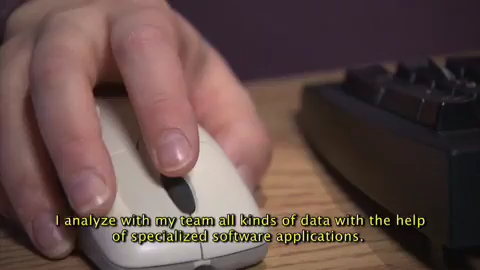 I analyze with my team all kinds of data with the help
of specialized software applications.